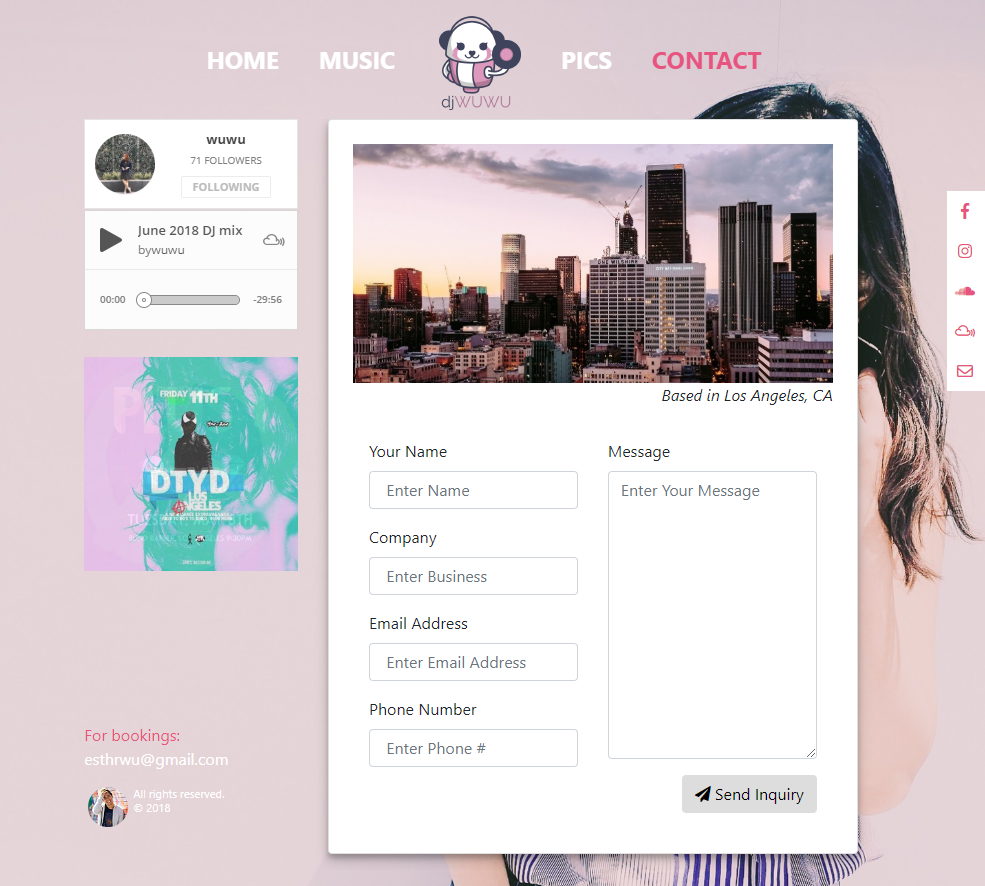 HOME MUSIC PICS CONTACT
djWUWU
wuwu
71 FOLLOWERS
FOLLOWING
June 2018 DJ mix
bywuwu
00:00 -29:56
FRIDAY 11TH
DTYD
LOS
ANGELES
For bookings:
esthrwu@gmail.com
All rights reserved.
© 2018
Based in Los Angeles, CA
Your Name
Enter Name
Company
Enter Business
Email Address
Enter Email Address
Phone Number
Enter Phone #
Message
Enter Your Message
Send Inquiry